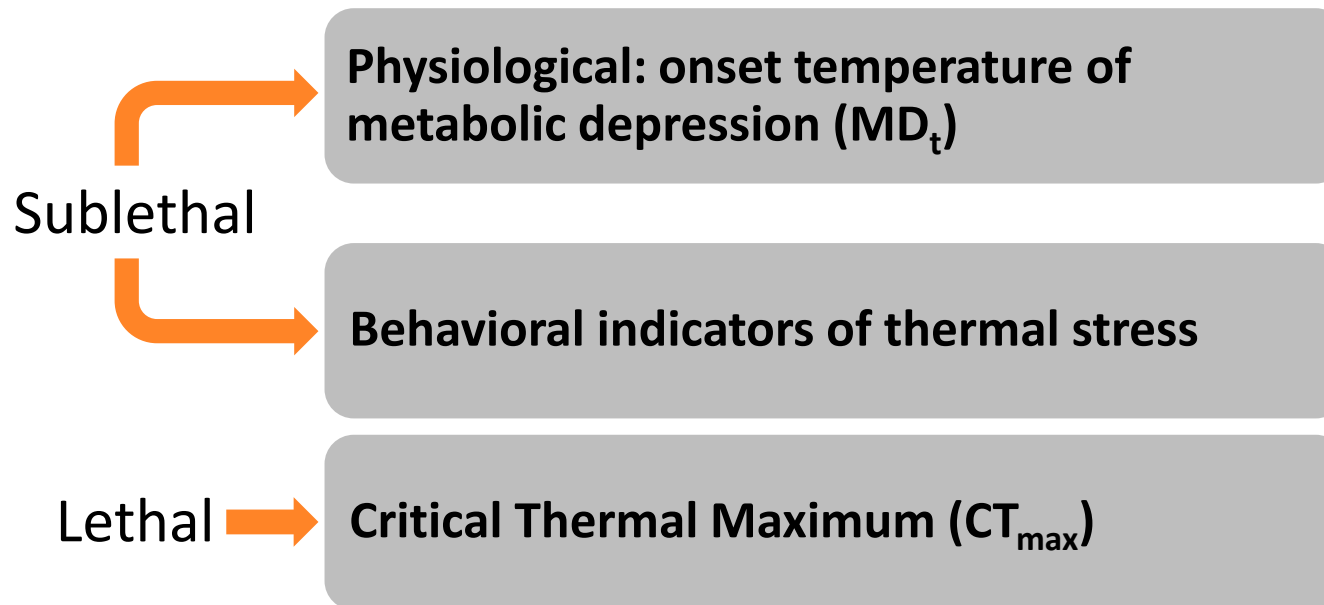 Physiological: onset temperature of
metabolic depression (MDt)
Sublethal
Behavioral indicators of thermal stress
Lethal
Critical Thermal Maximum (CTmax)